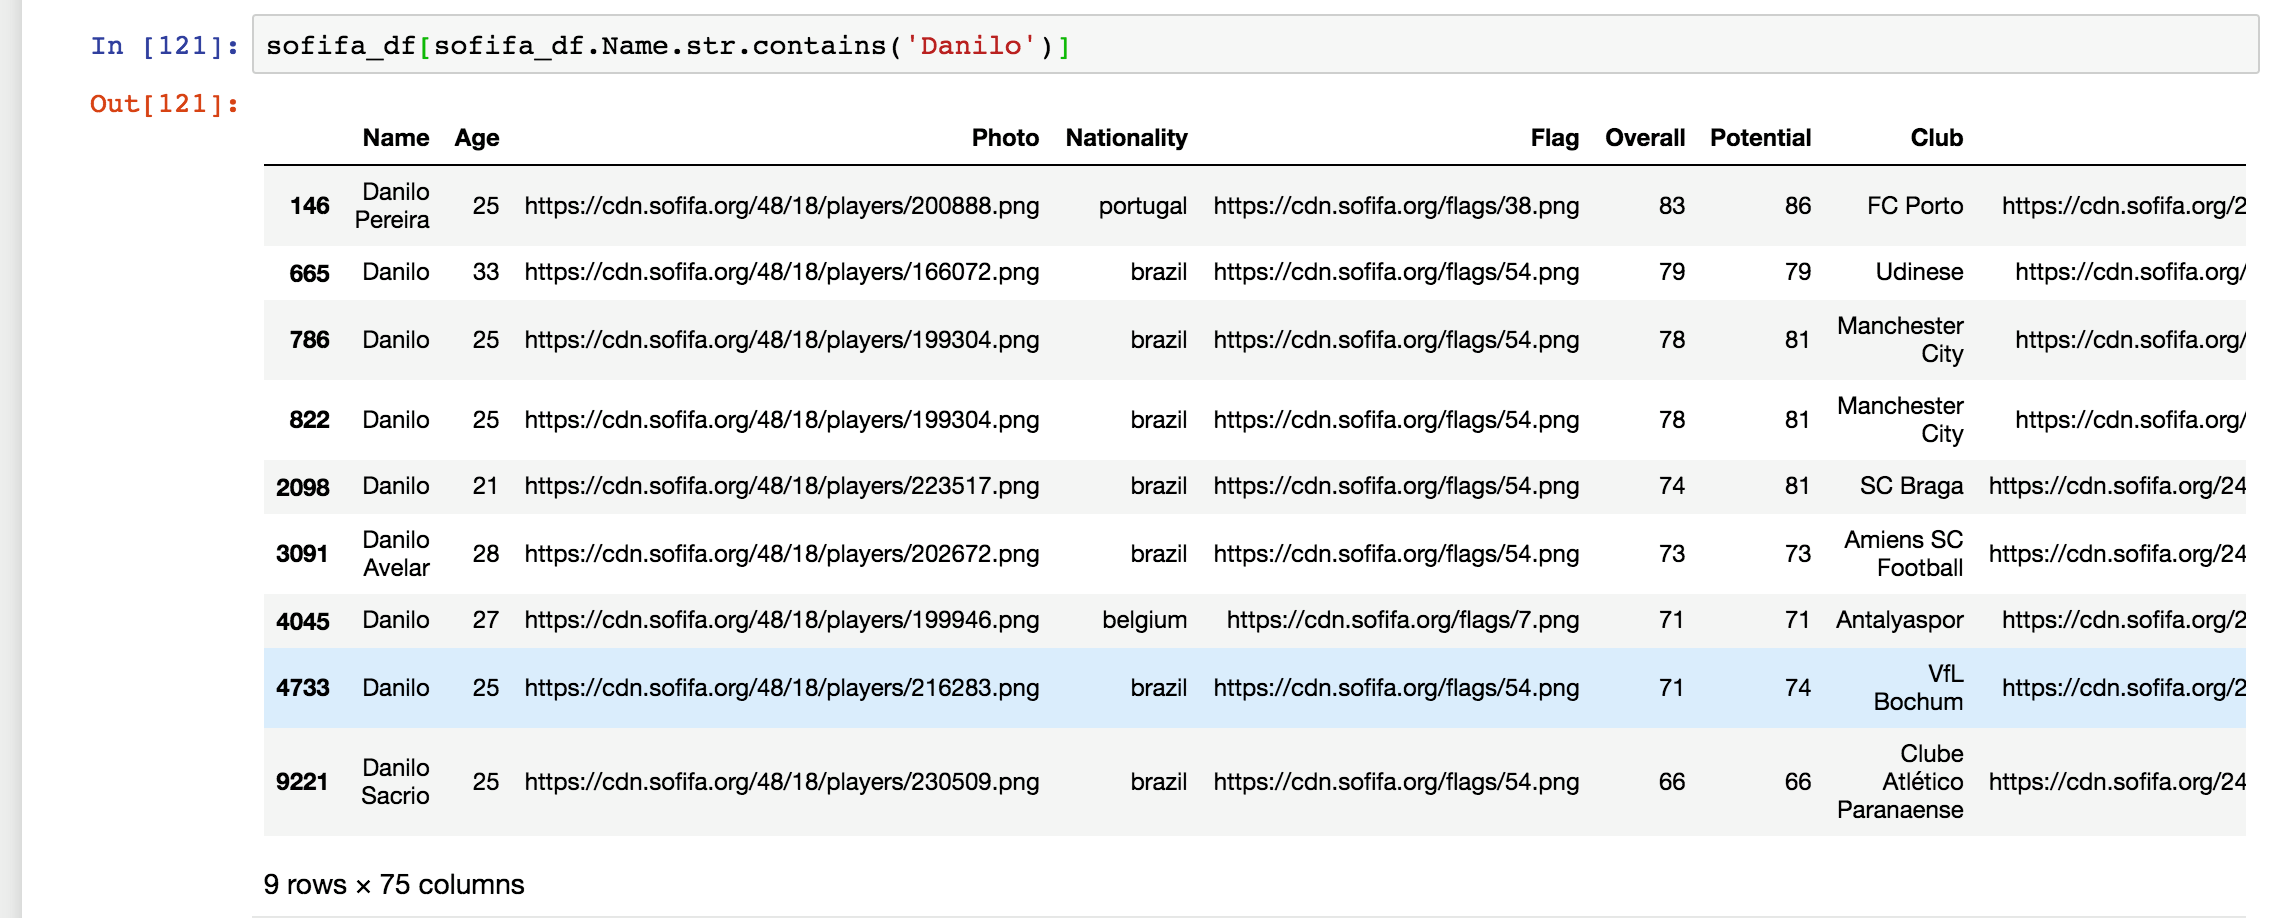 In [121]: sofifa_df[sofifa_df.Name.str.contains('Danilo')]
Out[121]:
Name Age Photo Nationality Flag Overall Potential Club
146 Danilo Pereira 25 https://cdn.sofifa.org/48/18/players/200888.png portugal https://cdn.sofifa.org/flags/38.png 83 86 FC Porto https://cdn.sofifa.org/2
665 Danilo 33 https://cdn.sofifa.org/48/18/players/166072.png brazil https://cdn.sofifa.org/flags/54.png 79 79 Udinese https://cdn.sofifa.org/
786 Danilo 25 https://cdn.sofifa.org/48/18/players/199304.png brazil https://cdn.sofifa.org/flags/54.png 78 81 Manchester City https://cdn.sofifa.org/
822 Danilo 25 https://cdn.sofifa.org/48/18/players/199304.png brazil https://cdn.sofifa.org/flags/54.png 78 81 Manchester City https://cdn.sofifa.org/
2098 Danilo 21 https://cdn.sofifa.org/48/18/players/223517.png brazil https://cdn.sofifa.org/flags/54.png 74 81 SC Braga https://cdn.sofifa.org/24
3091 Danilo Avelar 28 https://cdn.sofifa.org/48/18/players/202672.png brazil https://cdn.sofifa.org/flags/54.png 73 73 Amiens SC Football https://cdn.sofifa.org/24
4045 Danilo 27 https://cdn.sofifa.org/48/18/players/199946.png belgium https://cdn.sofifa.org/flags/7.png 71 71 Antalyaspor https://cdn.sofifa.org/2
4733 Danilo 25 https://cdn.sofifa.org/48/18/players/216283.png brazil https://cdn.sofifa.org/flags/54.png 71 74 VfL Bochum https://cdn.sofifa.org/2
9221 Danilo Sacrio 25 https://cdn.sofifa.org/48/18/players/230509.png brazil https://cdn.sofifa.org/flags/54.png 66 66 Clube Atlético Paranaense https://cdn.sofifa.org/24
9 rows × 75 columns